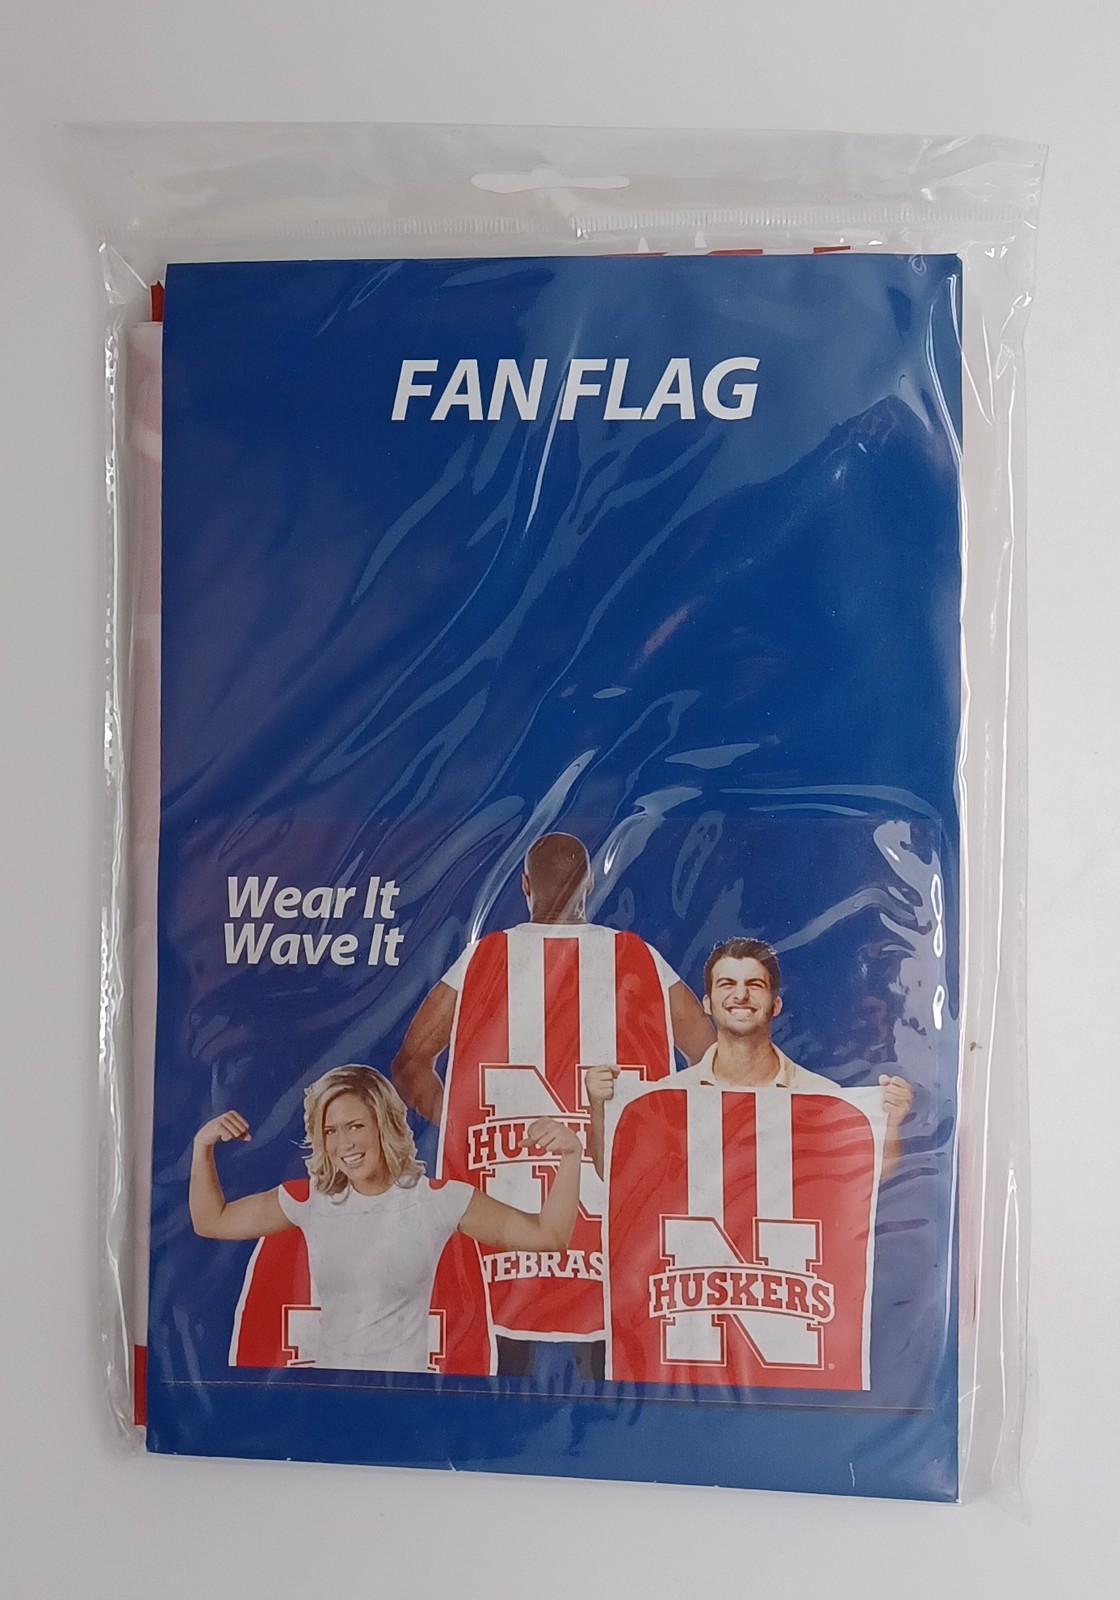 FAN FLAG
Wear It
Wave It
N
HUSKERS
NEBRAS
N
HUSKERS